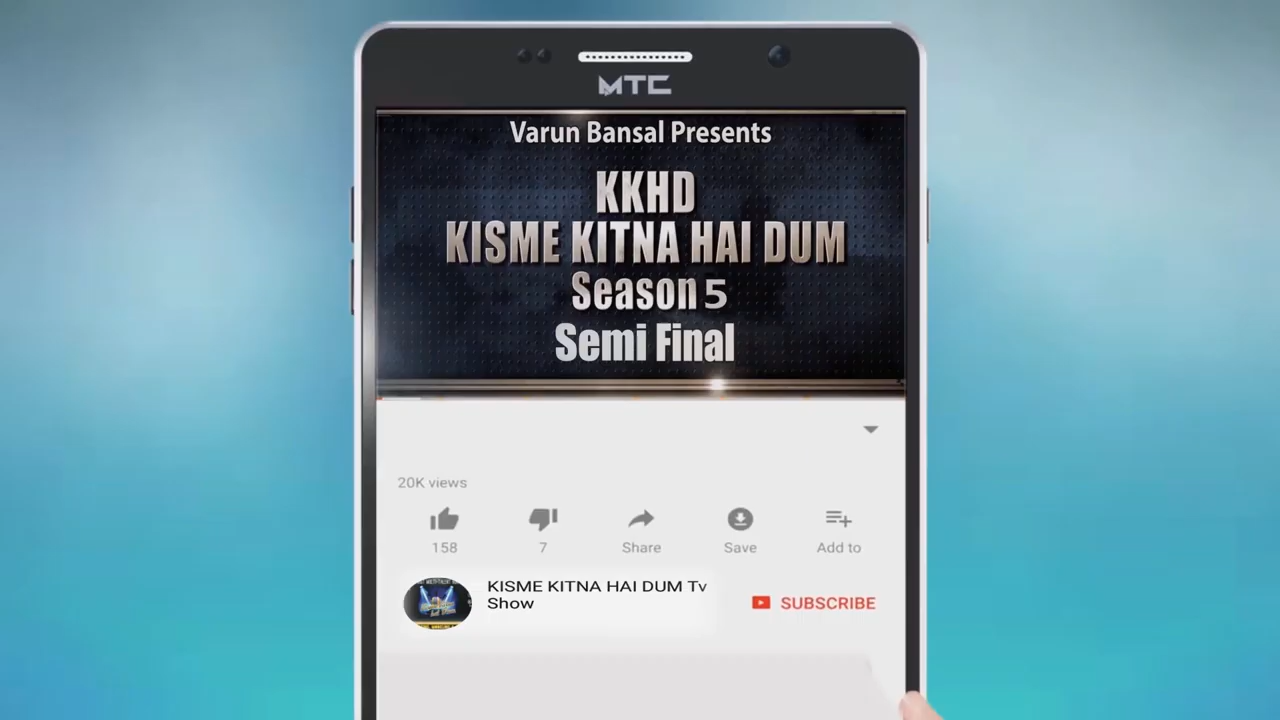 MTC
Varun Bansal Presents
KKHD
KISME KITNA HAI DUM
Season 5
Semi Final
20K views
158
7
Share
Save
Add to
KISME KITNA HAI DUM Tv
Show
SUBSCRIBE